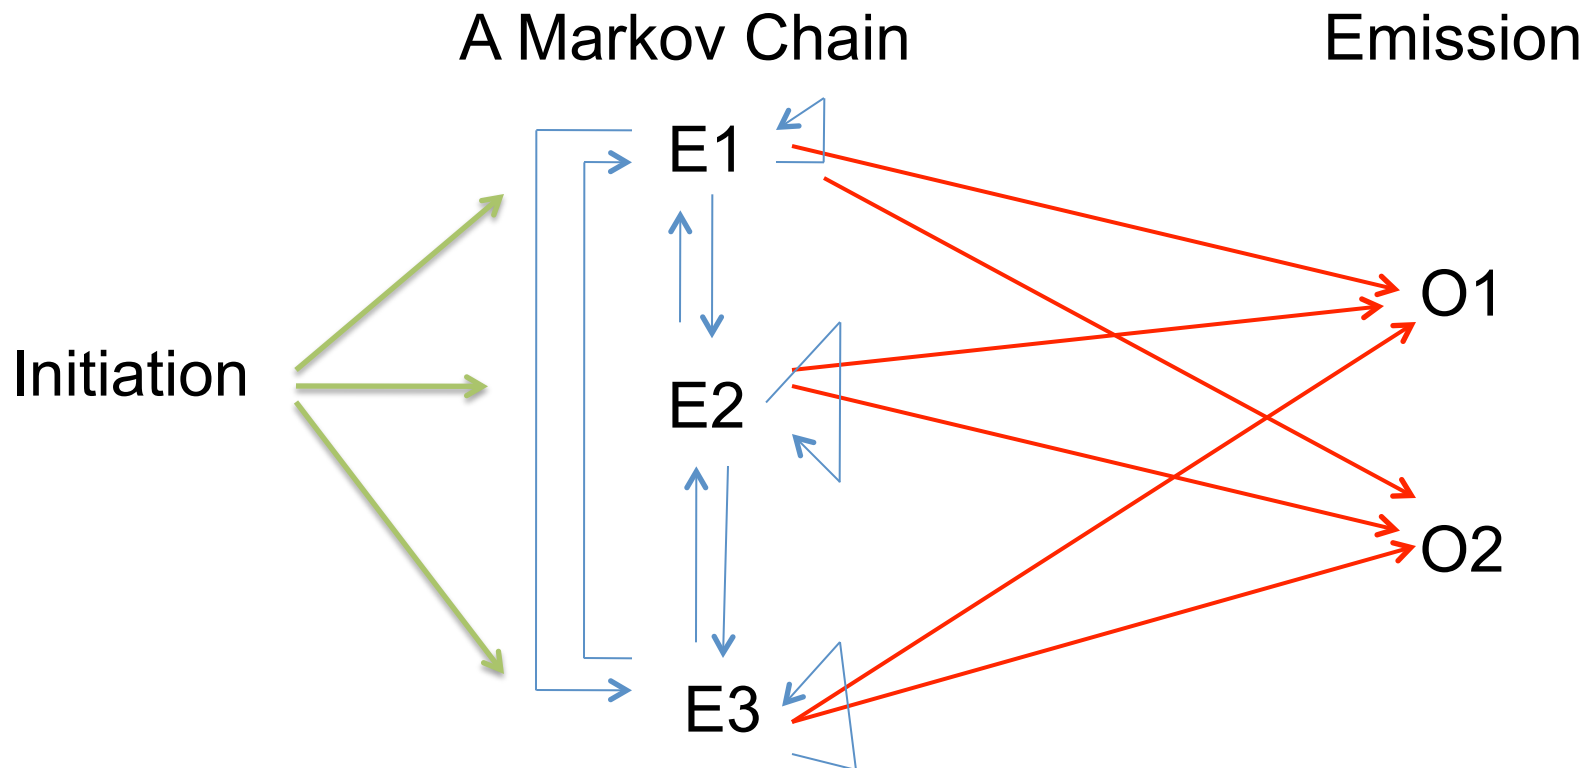 A Markov Chain
Emission
E1
O1
Initiation
E2
O2
E3